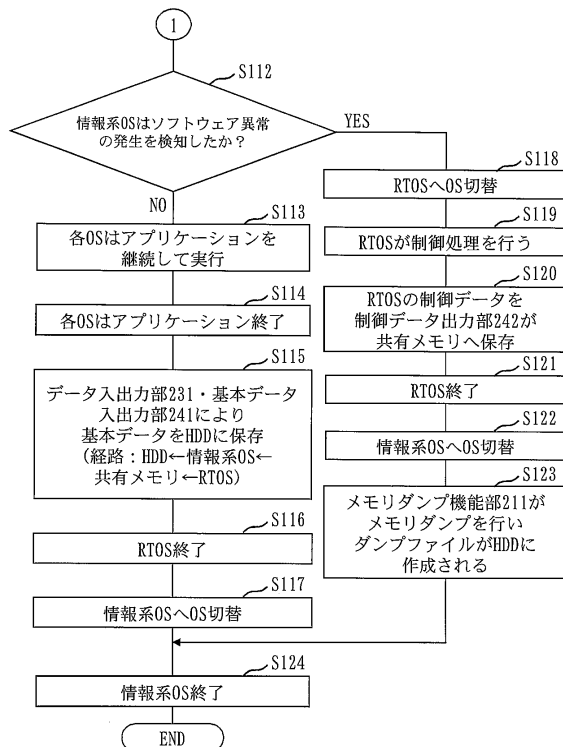 1
S112
情報系OSはソフトウェア異常
の発生を検知したか？
YES
NO
S113
各OSはアプリケーションを
継続して実行
S114
各OSはアプリケーション終了
S115
データ入出力部231・基本データ
入出力部241により
基本データをHDDに保存
(経路：HDD←情報系OS←
共有メモリ←RTOS)
S116
RTOS終了
S117
情報系OSへOS切替
S118
RTOSへOS切替
S119
RTOSが制御処理を行う
S120
RTOSの制御データを
制御データ出力部242が
共有メモリへ保存
S121
RTOS終了
S122
情報系OSへOS切替
S123
メモリダンプ機能部211が
メモリダンプを行い
ダンプファイルがHDDに
作成される
S124
情報系OS終了
END